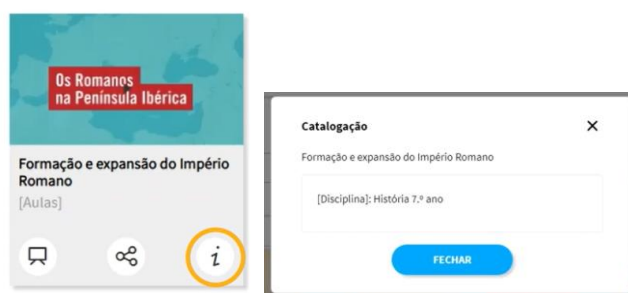 Os Romanos
na Península Ibérica
Formação e expansão do Império
Romano
[Aulas]
i
Catalogação
Formação e expansão do Império Romano
[Disciplina]: História 7.º ano
FECHAR